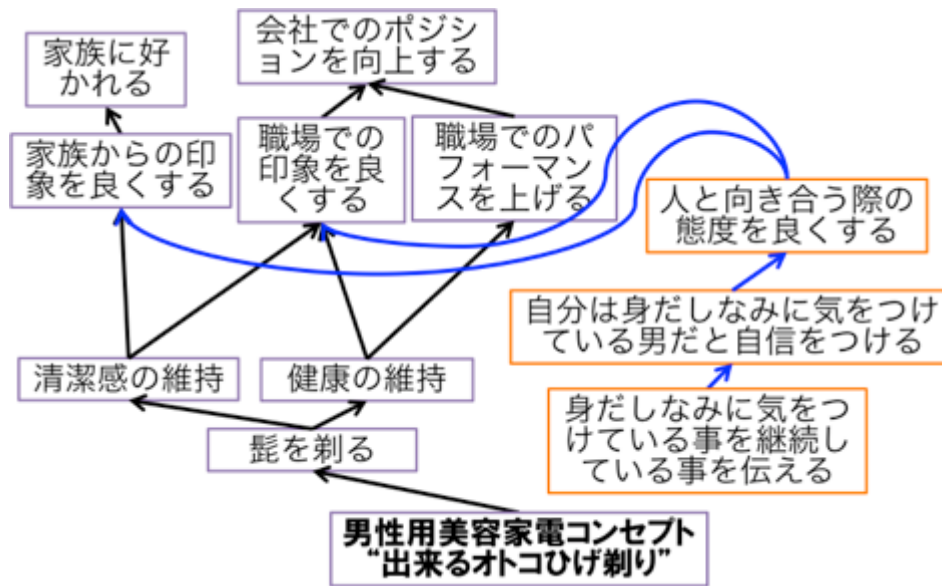 家族に好
かれる
会社でのポジシ
ョンを向上する
家族からの印
象を良くする
職場での
印象を良
くする
職場でのパ
フォーマン
スを上げる
人と向き合う際の
態度を良くする
自分は身だしなみに気をつけ
ている男だと自信をつける
清潔感の維持
健康の維持
身だしなみに気をつ
けている事を継続し
ている事を伝える
髭を剃る
男性用美容家電コンセプト
“出来るオトコひげ剃り”